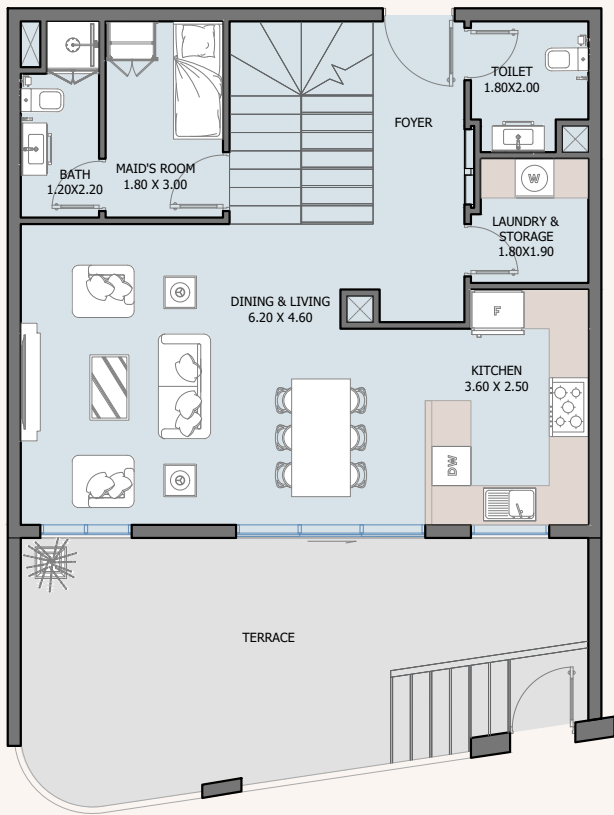 TOILET
1.80X2.00
FOYER
BATH
1.20X2.20
MAID'S ROOM
1.80 X 3.00
W
LAUNDRY &
STORAGE
1.80X1.90
DINING & LIVING
6.20 X 4.60
F
KITCHEN
3.60 X 2.50
DW
TERRACE